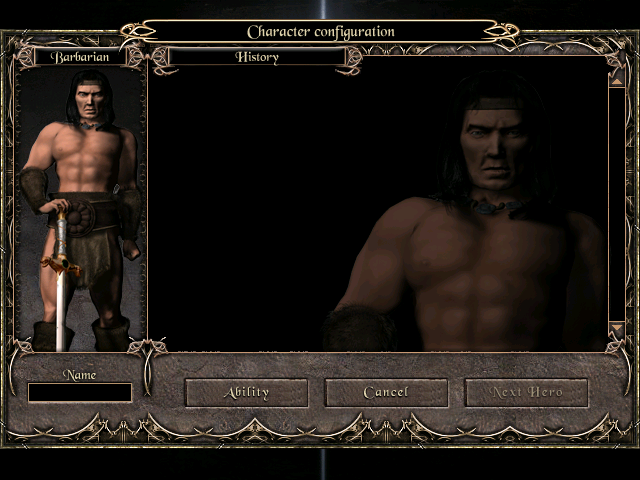 Character configuration
Barbarian
History
Name
Ability
Cancel
Next Hero